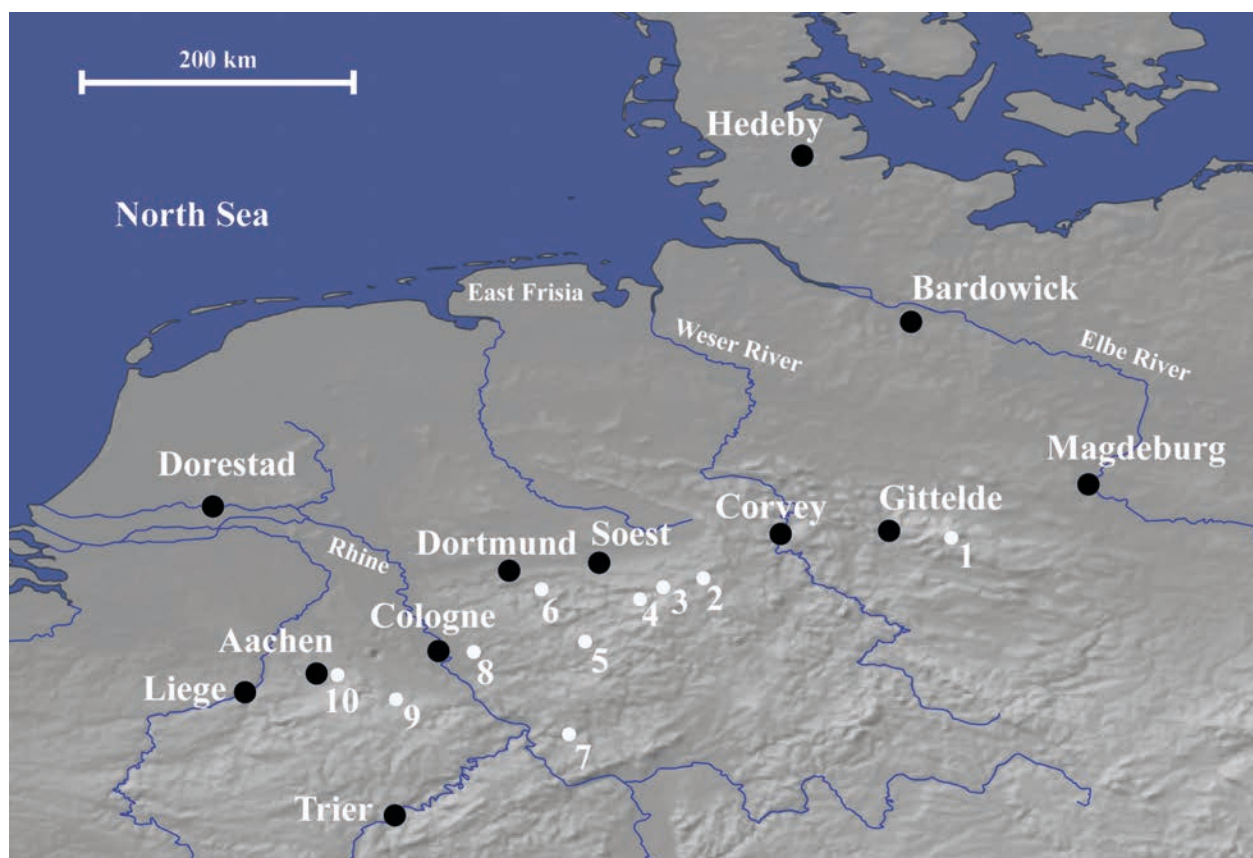 200 km
Hedeby
North Sea
East Frisia
Bardowick
Weser River
Elbe River
Dorestad
Magdeburg
Corvey
Gittelde
Soest
Dortmund
Rhine
1
2
3
4
6
Cologne
5
8
Aachen
10
Liege
9
7
Trier